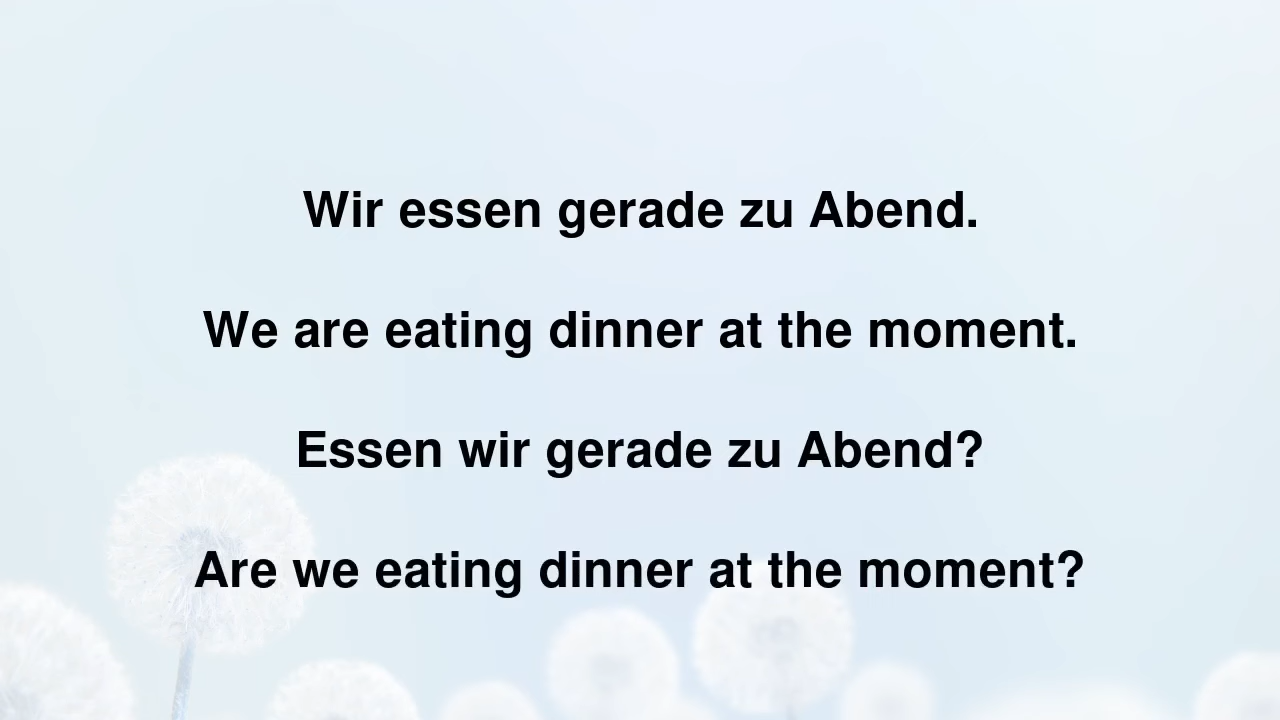 Wir essen gerade zu Abend.
We are eating dinner at the moment.
Essen wir gerade zu Abend?
Are we eating dinner at the moment?